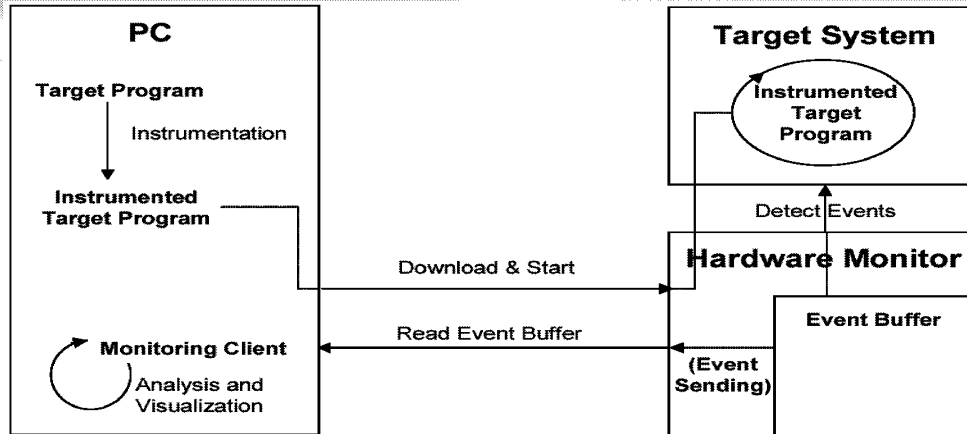 PC
Target Program
Instrumentation
Instrumented
Target Program
Monitoring Client
Analysis and
Visualization
Download & Start
Read Event Buffer
Target System
Instrumented
Target
Program
Detect Events
Hardware Monitor
Event Buffer
(Event
Sending)